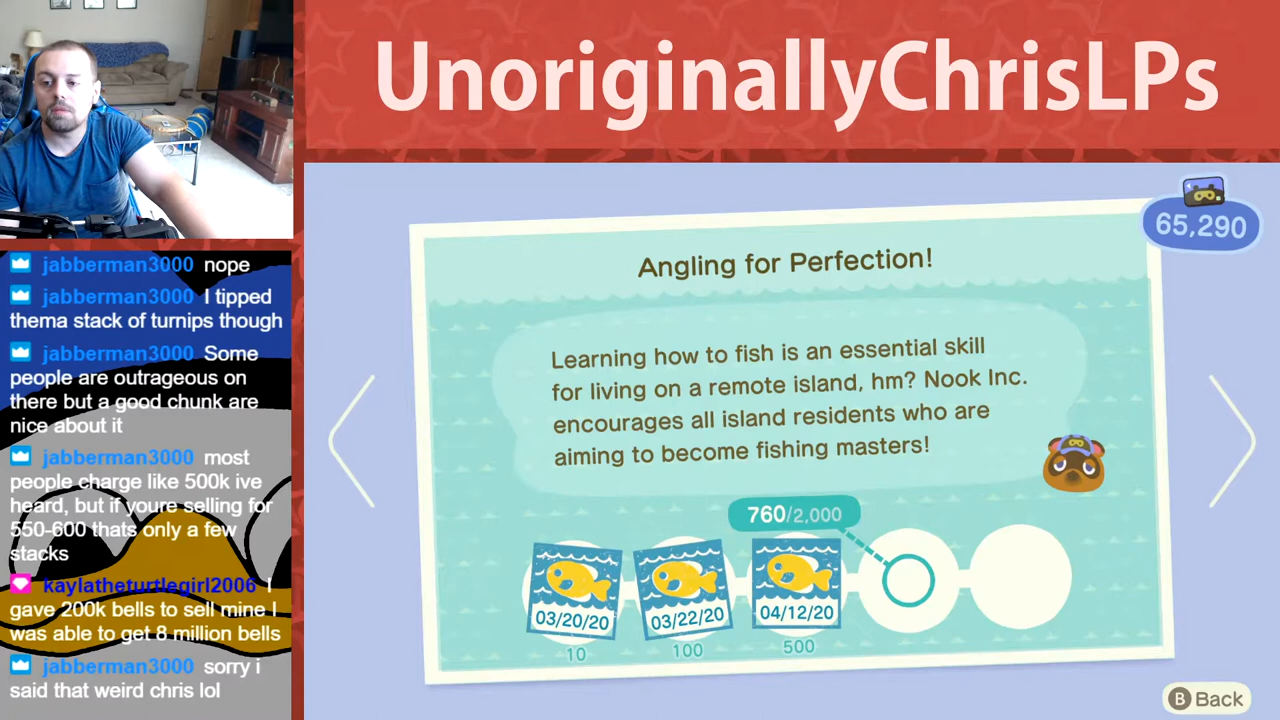 UnoriginallyChrisLPs
jabberman3000 nope
jabberman3000 I tipped
thema stack of turnips though
jabberman3000 Some
people are outrageous on
there but a good chunk are
nice about it
jabberman3000 most
people charge like 500k ive
heard, but if youre selling for
550-600 thats only a few
stacks
kaylatheturtlegirl2006 I
gave 200k bells to sell mine I
was able to get 8 million bells
jabberman3000 sorry i
said that weird chris lol
65,290
Angling for Perfection!
Learning how to fish is an essential skill
for living on a remote island, hm? Nook Inc.
encourages all island residents who are
aiming to become fishing masters!
760/2,000
03/20/20 03/22/20 04/12/20
10 100 500
B Back